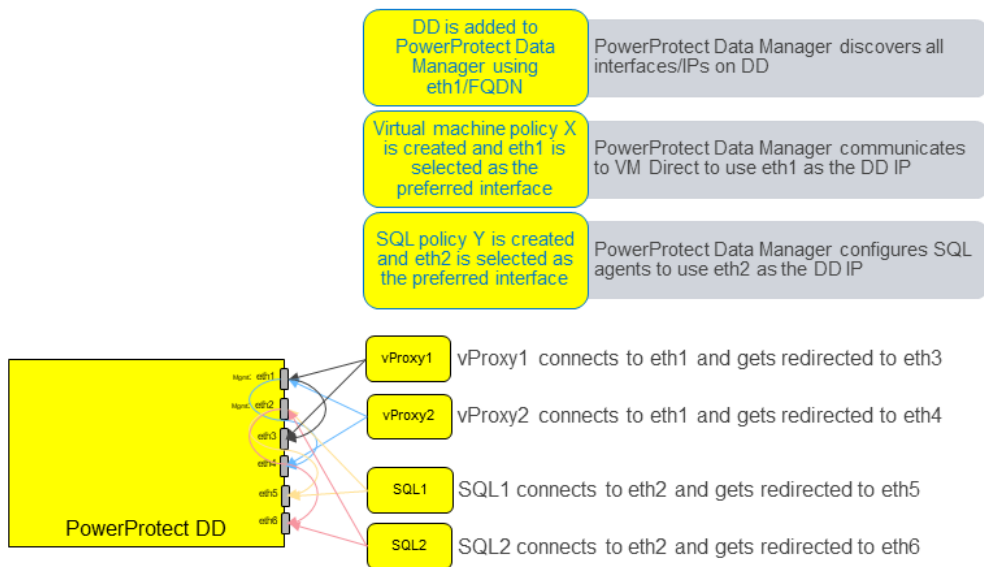 DD is added to
PowerProtect Data
Manager using
eth1/FQDN
PowerProtect Data Manager discovers all
interfaces/IPs on DD
Virtual machine policy X
is created and eth1 is
selected as the
preferred interface
PowerProtect Data Manager communicates
to VM Direct to use eth1 as the DD IP
SQL policy Y is created
and eth2 is selected as
the preferred interface
PowerProtect Data Manager configures SQL
agents to use eth2 as the DD IP
vProxy1
vProxy1 connects to eth1 and gets redirected to eth3
vProxy2
vProxy2 connects to eth1 and gets redirected to eth4
SQL1
SQL1 connects to eth2 and gets redirected to eth5
SQL2
SQL2 connects to eth2 and gets redirected to eth6
eth1
eth2
eth3
eth4
eth5
eth6
PowerProtect DD